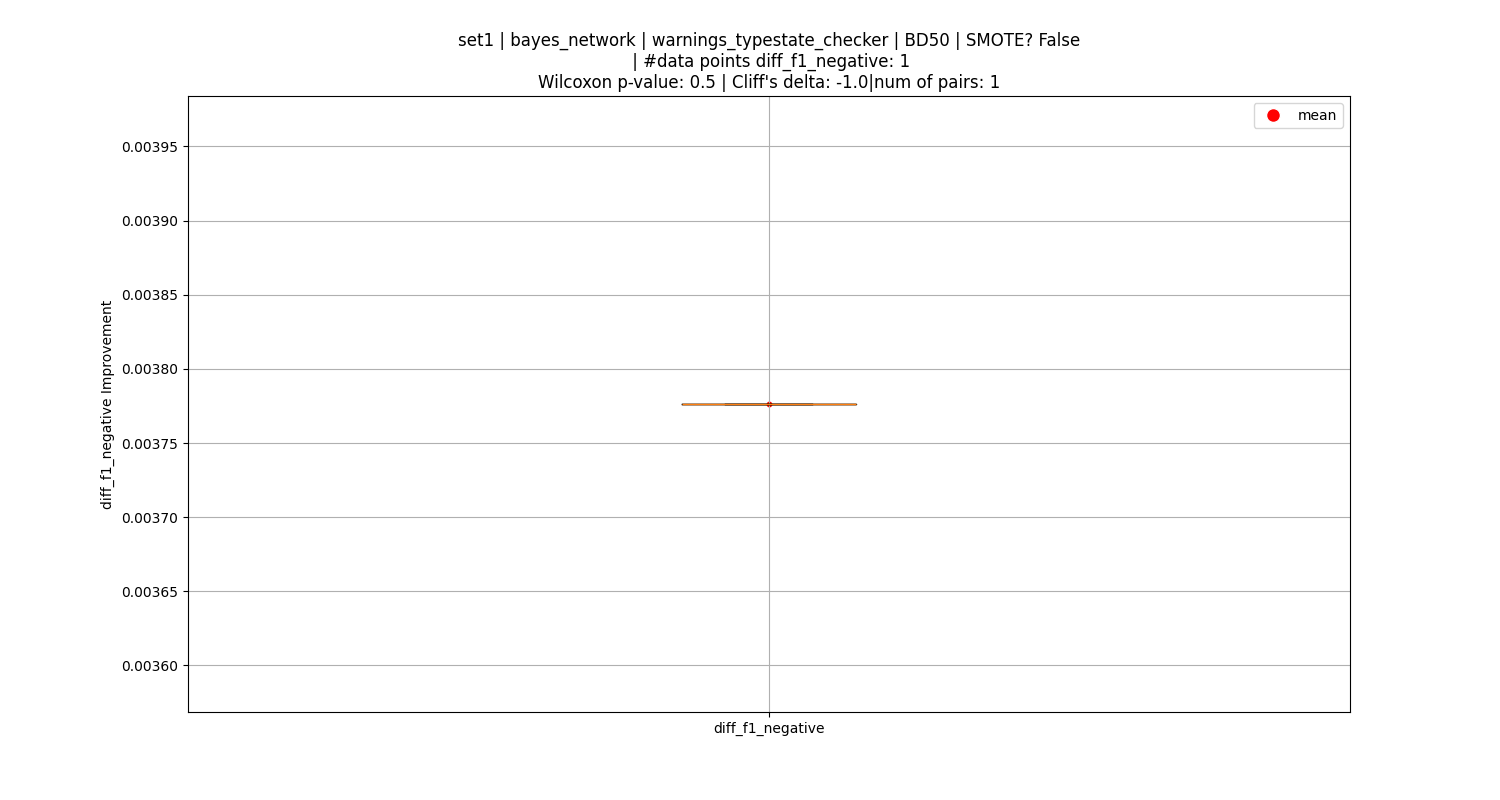 set1 | bayes_network | warnings_typestate_checker | BD50 | SMOTE? False
| #data points diff_f1_negative: 1
Wilcoxon p-value: 0.5 | Cliff's delta: -1.0|num of pairs: 1
mean
0.00395
0.00390
0.00385
0.00380
0.00375
0.00370
0.00365
0.00360
diff_f1_negative Improvement
diff_f1_negative